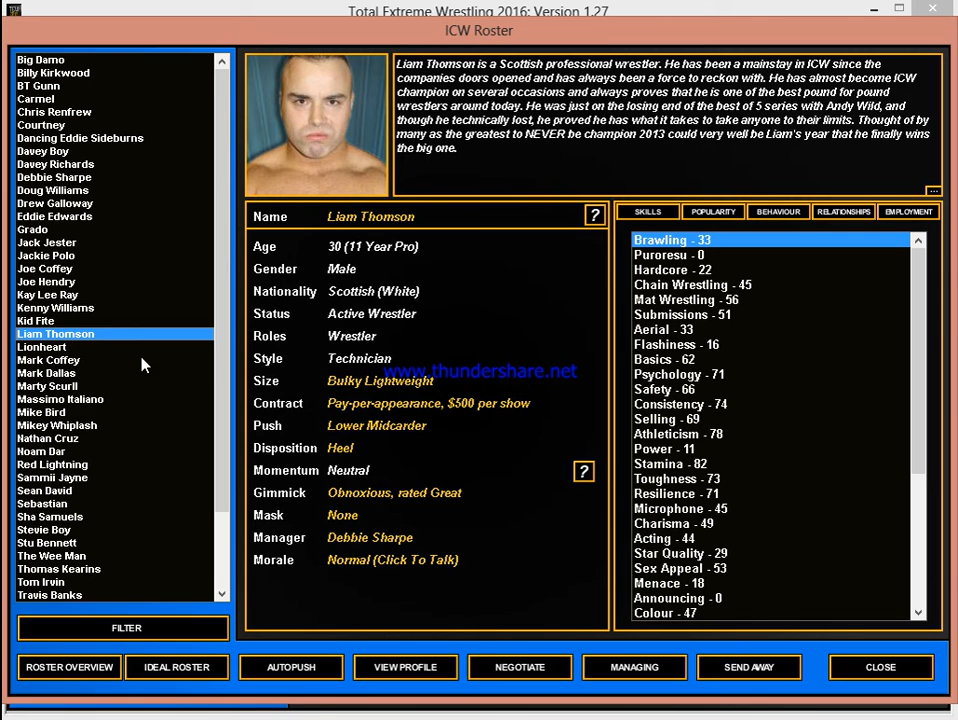 Total Extreme Wrestling 2016: Version 1.27
ICW Roster
Big Damo
Billy Kirkwood
BT Gunn
Carmel
Chris Renfrew
Courtney
Dancing Eddie Sideburns
Davey Boy
Davey Richards
Debbie Sharpe
Doug Williams
Drew Galloway
Eddie Edwards
Grado
Jack Jester
Jackie Polo
Joe Coffey
Joe Hendry
Kay Lee Ray
Kenny Williams
Kid Fite
Liam Thomson
Lionheart
Mark Coffey
Mark Dallas
Marty Scurll
Massimo Italiano
Mike Bird
Mikey Whiplash
Nathan Cruz
Noam Dar
Red Lightning
Sammii Jayne
Sean David
Sebastian
Sha Samuels
Stevie Boy
Stu Bennett
The Wee Man
Thomas Kearins
Tom Irvin
Travis Banks
FILTER
Liam Thomson is a Scottish professional wrestler. He has been a mainstay in ICW since the
companies doors opened and has always been a force to reckon with. He has almost become ICW
champion on several occasions and always proves that he is one of the best pound for pound
wrestlers around today. He was just on the losing end of the best of 5 series with Andy Wild, and
though he technically lost, he proved he has what it takes to take anyone to their limits. Thought of by
many as the greatest to NEVER be champion 2013 could very well be Liam's year that he finally wins
the big one.
...
Name Liam Thomson ?
Age 30 (11 Year Pro)
Gender Male
Nationality Scottish (White)
Status Active Wrestler
Roles Wrestler
Style Technician
www.thundershare.net
Size Bulky Lightweight
Contract Pay-per-appearance, $500 per show
Push Lower Midcarder
Disposition Heel
Momentum Neutral ?
Gimmick Obnoxious, rated Great
Mask None
Manager Debbie Sharpe
Morale Normal (Click To Talk)
SKILLS POPULARITY BEHAVIOUR RELATIONSHIPS EMPLOYMENT
Brawling - 33
Puroresu - 0
Hardcore - 22
Chain Wrestling - 45
Mat Wrestling - 56
Submissions - 51
Aerial - 33
Flashiness - 16
Basics - 62
Psychology - 71
Safety - 66
Consistency - 74
Selling - 69
Athleticism - 78
Power - 11
Stamina - 82
Toughness - 73
Resilience - 71
Microphone - 45
Charisma - 49
Acting - 44
Star Quality - 29
Sex Appeal - 53
Menace - 18
Announcing - 0
Colour - 47
ROSTER OVERVIEW IDEAL ROSTER AUTOPUSH VIEW PROFILE NEGOTIATE MANAGING SEND AWAY CLOSE